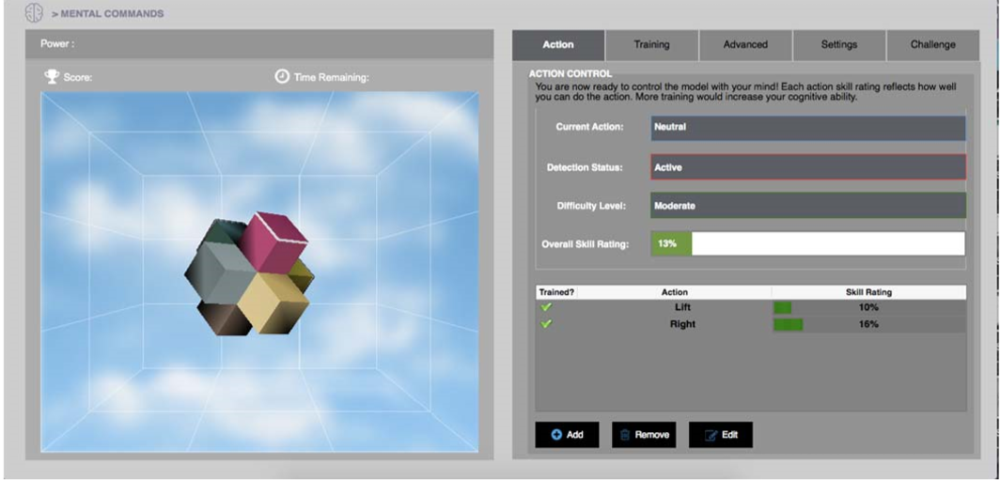 > MENTAL COMMANDS
Power :
Score:
Time Remaining:
Action
Training
Advanced
Settings
Challenge
ACTION CONTROL
You are now ready to control the model with your mind! Each action skill rating reflects how well
you can do the action. More training would increase your cognitive ability.
Current Action:
Neutral
Detection Status:
Active
Difficulty Level:
Moderate
Overall Skill Rating:
13%
Trained?
Action
Skill Rating
Lift
10%
Right
16%
Add
Remove
Edit